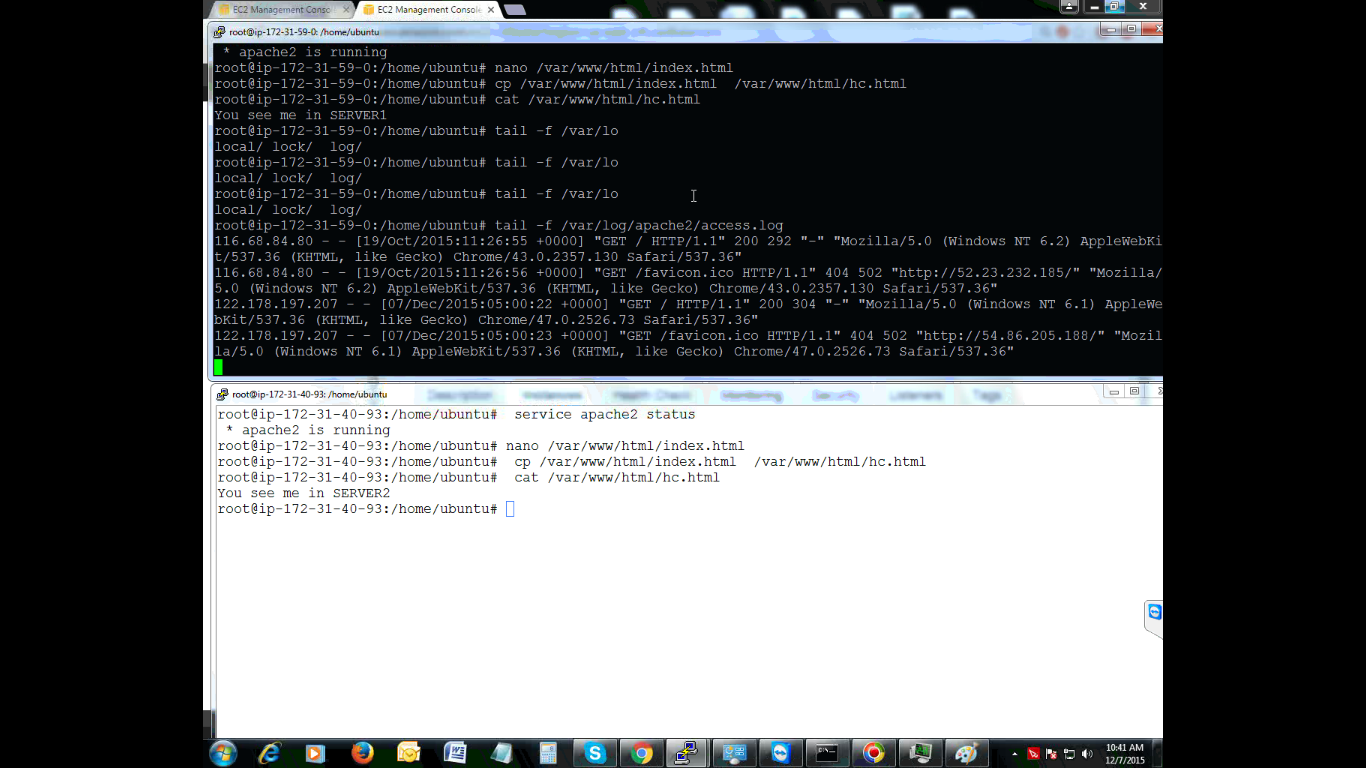 EC2 Management Conso
EC2 Management Console
root@ip-172-31-59-0: /home/ubuntu
 * apache2 is running
root@ip-172-31-59-0:/home/ubuntu# nano /var/www/html/index.html
root@ip-172-31-59-0:/home/ubuntu# cp /var/www/html/index.html  /var/www/html/hc.html
root@ip-172-31-59-0:/home/ubuntu# cat /var/www/html/hc.html
You see me in SERVER1
root@ip-172-31-59-0:/home/ubuntu# tail -f /var/lo
local/ lock/  log/
root@ip-172-31-59-0:/home/ubuntu# tail -f /var/lo
local/ lock/  log/
root@ip-172-31-59-0:/home/ubuntu# tail -f /var/lo
local/ lock/  log/
root@ip-172-31-59-0:/home/ubuntu# tail -f /var/log/apache2/access.log
116.68.84.80 - - [19/Oct/2015:11:26:55 +0000] "GET / HTTP/1.1" 200 292 "-" "Mozilla/5.0 (Windows NT 6.2) AppleWebKi
t/537.36 (KHTML, like Gecko) Chrome/43.0.2357.130 Safari/537.36"
116.68.84.80 - - [19/Oct/2015:11:26:56 +0000] "GET /favicon.ico HTTP/1.1" 404 502 "http://52.23.232.185/" "Mozilla/
5.0 (Windows NT 6.2) AppleWebKit/537.36 (KHTML, like Gecko) Chrome/43.0.2357.130 Safari/537.36"
122.178.197.207 - - [07/Dec/2015:05:00:22 +0000] "GET / HTTP/1.1" 200 304 "-" "Mozilla/5.0 (Windows NT 6.1) AppleWe
bKit/537.36 (KHTML, like Gecko) Chrome/47.0.2526.73 Safari/537.36"
122.178.197.207 - - [07/Dec/2015:05:00:23 +0000] "GET /favicon.ico HTTP/1.1" 404 502 "http://54.86.205.188/" "Mozil
la/5.0 (Windows NT 6.1) AppleWebKit/537.36 (KHTML, like Gecko) Chrome/47.0.2526.73 Safari/537.36"
root@ip-172-31-40-93: /home/ubuntu
Description Instances Health Check Monitoring Security Listeners Tags
root@ip-172-31-40-93:/home/ubuntu#  service apache2 status
 * apache2 is running
root@ip-172-31-40-93:/home/ubuntu# nano /var/www/html/index.html
root@ip-172-31-40-93:/home/ubuntu#  cp /var/www/html/index.html  /var/www/html/hc.html
root@ip-172-31-40-93:/home/ubuntu#  cat /var/www/html/hc.html
You see me in SERVER2
root@ip-172-31-40-93:/home/ubuntu#
10:41 AM
12/7/2015